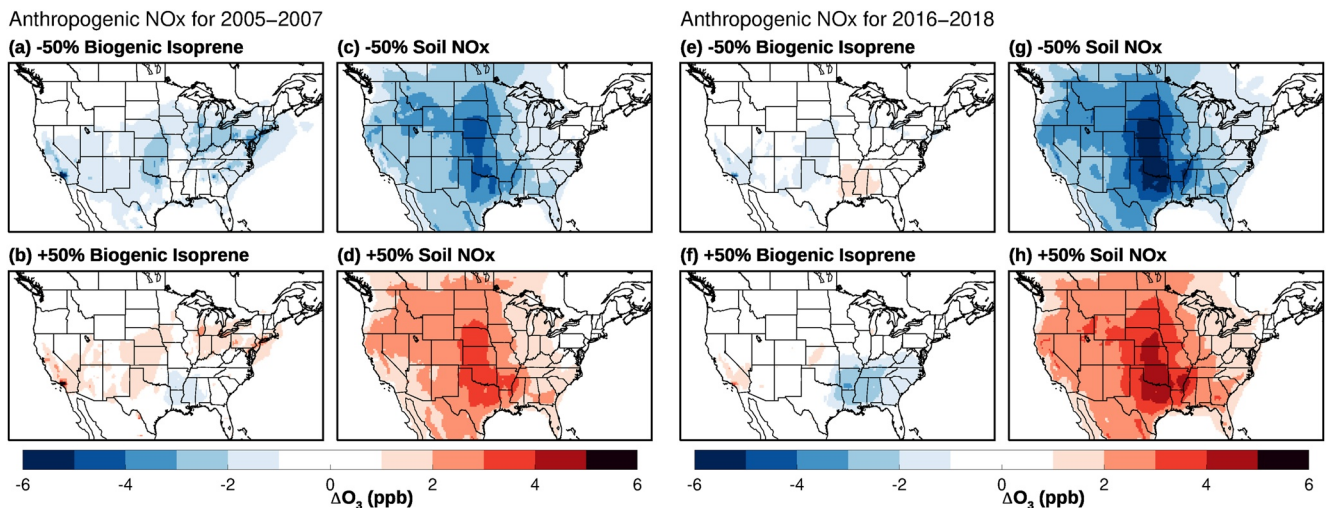 Anthropogenic NOx for 2005–2007
Anthropogenic NOx for 2016–2018
(a) -50% Biogenic Isoprene
(c) -50% Soil NOx
(e) -50% Biogenic Isoprene
(g) -50% Soil NOx
(b) +50% Biogenic Isoprene
(d) +50% Soil NOx
(f) +50% Biogenic Isoprene
(h) +50% Soil NOx
-6 -4 -2 0 2 4 6
ΔO₃ (ppb)
-6 -4 -2 0 2 4 6
ΔO₃ (ppb)